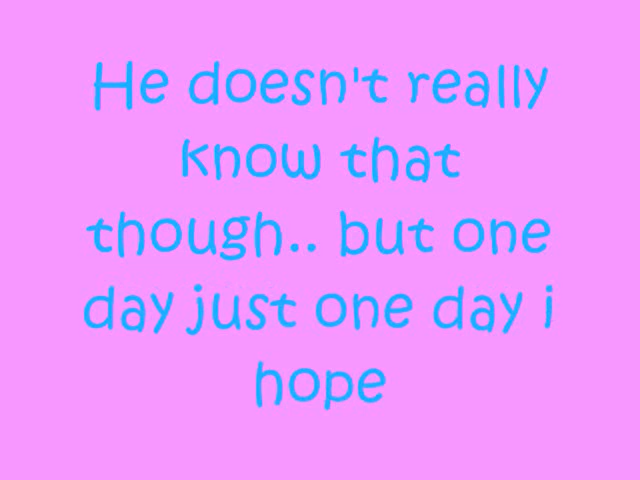 He doesn't really
know that
though.. but one
day just one day i
hope